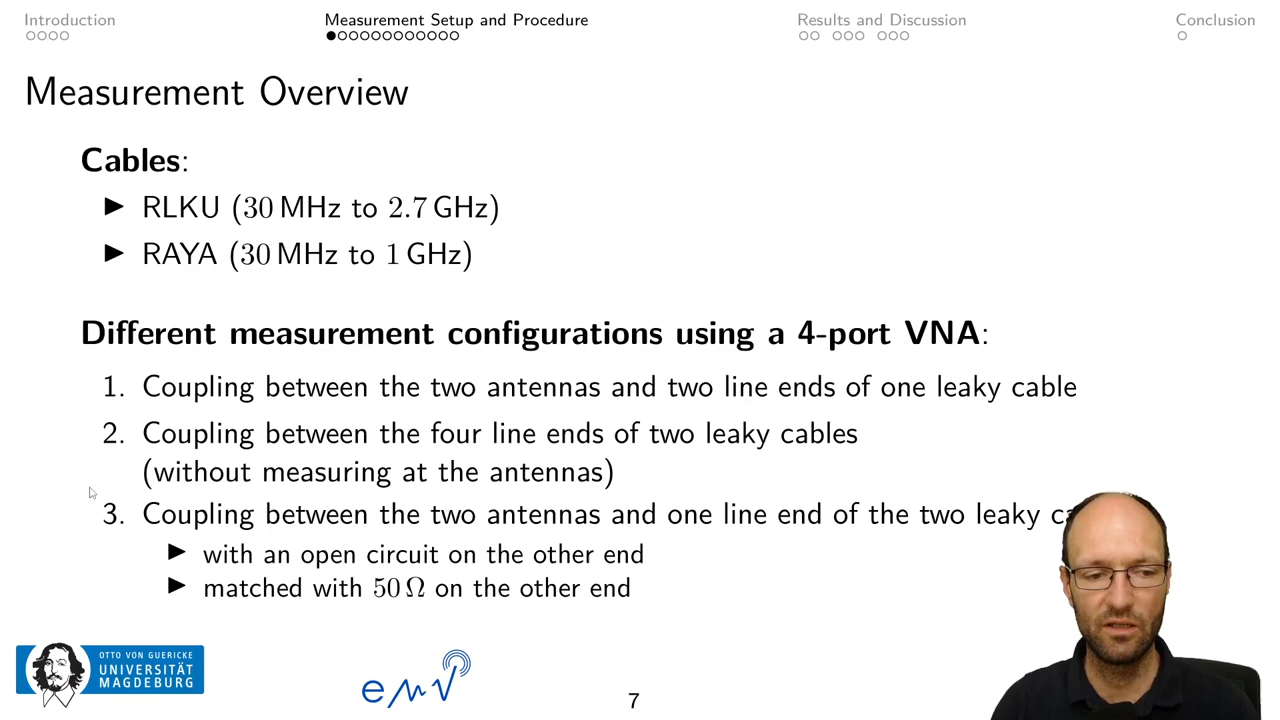 Introduction
Measurement Setup and Procedure
Results and Discussion
Conclusion
Measurement Overview
Cables:
RLKU (30 MHz to 2.7 GHz)
RAYA (30 MHz to 1 GHz)
Different measurement configurations using a 4-port VNA:
1. Coupling between the two antennas and two line ends of one leaky cable
2. Coupling between the four line ends of two leaky cables
(without measuring at the antennas)
3. Coupling between the two antennas and one line end of the two leaky
with an open circuit on the other end
matched with 50 Ω on the other end
OTTO VON GUERICKE
UNIVERSITÄT
MAGDEBURG
emv
7